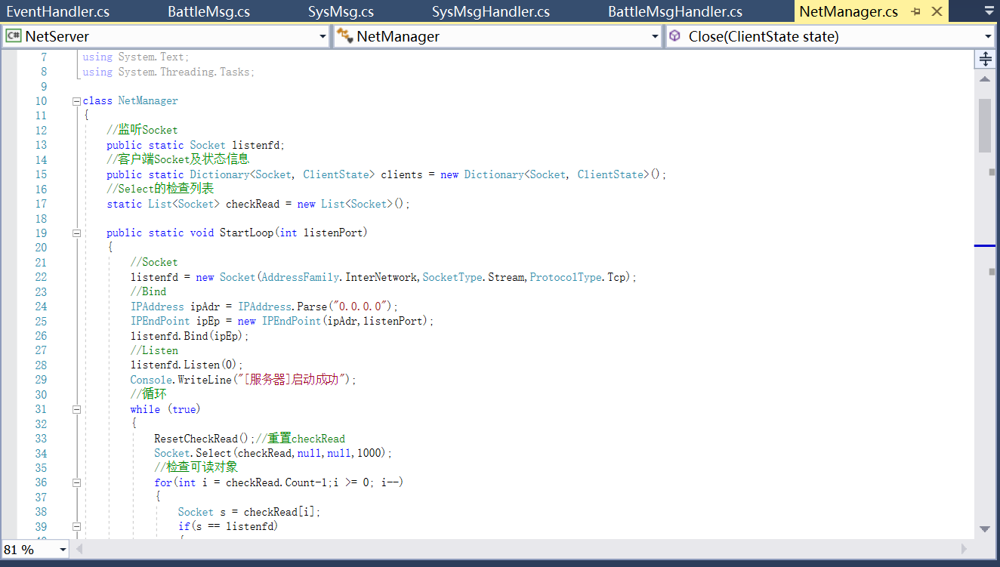 EventHandler.cs BattleMsg.cs SysMsg.cs SysMsgHandler.cs BattleMsgHandler.cs NetManager.cs
NetServer NetManager Close(ClientState state)
7 using System.Text;
8 using System.Threading.Tasks;
9
10 class NetManager
11 {
12 //监听Socket
13 public static Socket listenfd;
14 //客户端Socket及状态信息
15 public static Dictionary<Socket, ClientState> clients = new Dictionary<Socket, ClientState>();
16 //Select的检查列表
17 static List<Socket> checkRead = new List<Socket>();
18
19 public static void StartLoop(int listenPort)
20 {
21 //Socket
22 listenfd = new Socket(AddressFamily.InterNetwork,SocketType.Stream,ProtocolType.Tcp);
23 //Bind
24 IPAddress ipAdr = IPAddress.Parse("0.0.0.0");
25 IPEndPoint ipEp = new IPEndPoint(ipAdr,listenPort);
26 listenfd.Bind(ipEp);
27 //Listen
28 listenfd.Listen(0);
29 Console.WriteLine("[服务器]启动成功");
30 //循环
31 while (true)
32 {
33 ResetCheckRead();//重置checkRead
34 Socket.Select(checkRead,null,null,1000);
35 //检查可读对象
36 for(int i = checkRead.Count-1;i >= 0; i--)
37 {
38 Socket s = checkRead[i];
39 if(s == listenfd)
81 %